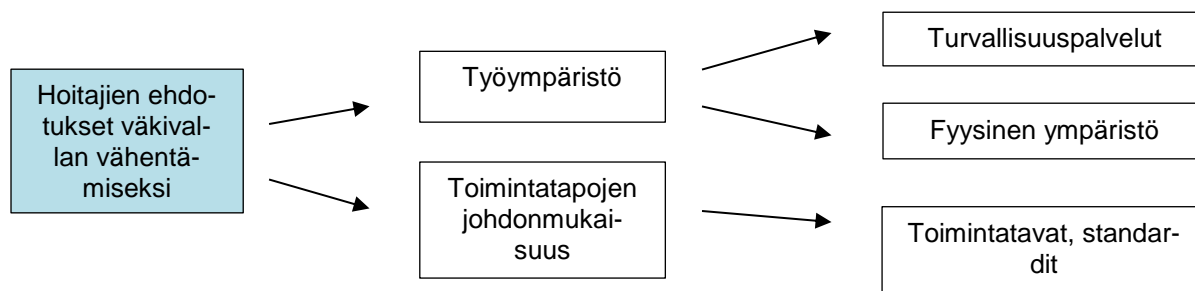 Hoitajien ehdo-
tukset väkival-
lan vähentä-
miseksi
Työympäristö
Toimintatapojen
johdonmukai-
suus
Turvallisuuspalvelut
Fyysinen ympäristö
Toimintatavat, standar-
dit